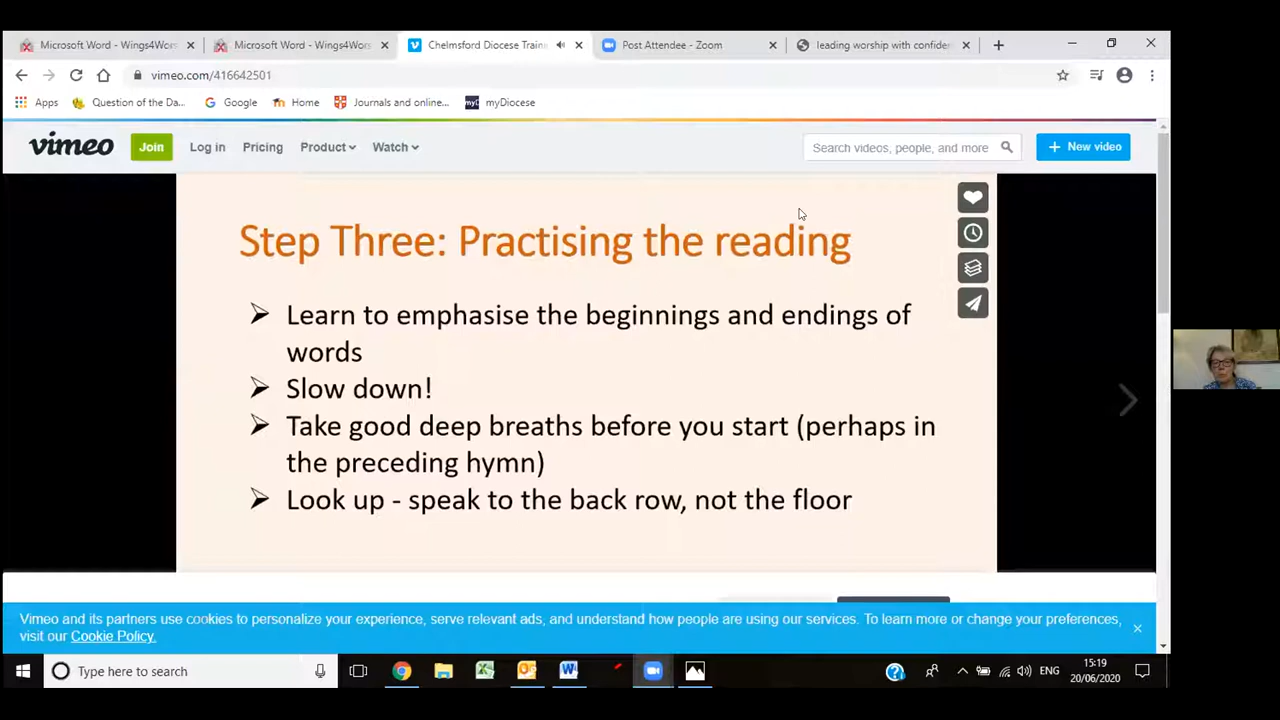 Microsoft Word - Wings4Wors
Microsoft Word - Wings4Wors
Chelmsford Diocese Traini
Post Attendee - Zoom
leading worship with confiden
vimeo.com/416642501
Apps
Question of the Da...
Google
Home
Journals and online...
myD
myDiocese
vimeo
Join
Log in
Pricing
Product
Watch
Search videos, people, and more
+ New video
Step Three: Practising the reading
Learn to emphasise the beginnings and endings of
words
Slow down!
Take good deep breaths before you start (perhaps in
the preceding hymn)
Look up - speak to the back row, not the floor
Vimeo and its partners use cookies to personalize your experience, serve relevant ads, and understand how people are using our services. To learn more or change your preferences,
visit our Cookie Policy.
Type here to search
ENG
15:19
20/06/2020